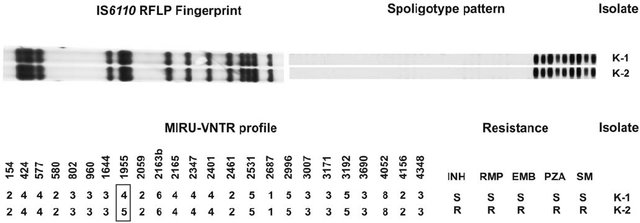 IS6110 RFLP Fingerprint Spoligotype pattern Isolate
K-1
K-2
MIRU-VNTR profile Resistance Isolate
154 424 577 580 802 960 1644 1955 2059 2163b 2165 2347 2401 2461 2531 2687 2996 3007 3171 3192 3690 4052 4156 4348 INH RMP EMB PZA SM
2 4 4 2 3 3 3 4 2 6 4 4 4 2 5 1 5 3 3 5 3 8 2 3 S S S S S K-1
2 4 4 2 3 3 3 5 2 6 4 4 4 2 5 1 5 3 3 5 3 8 2 3 R R R R R K-2